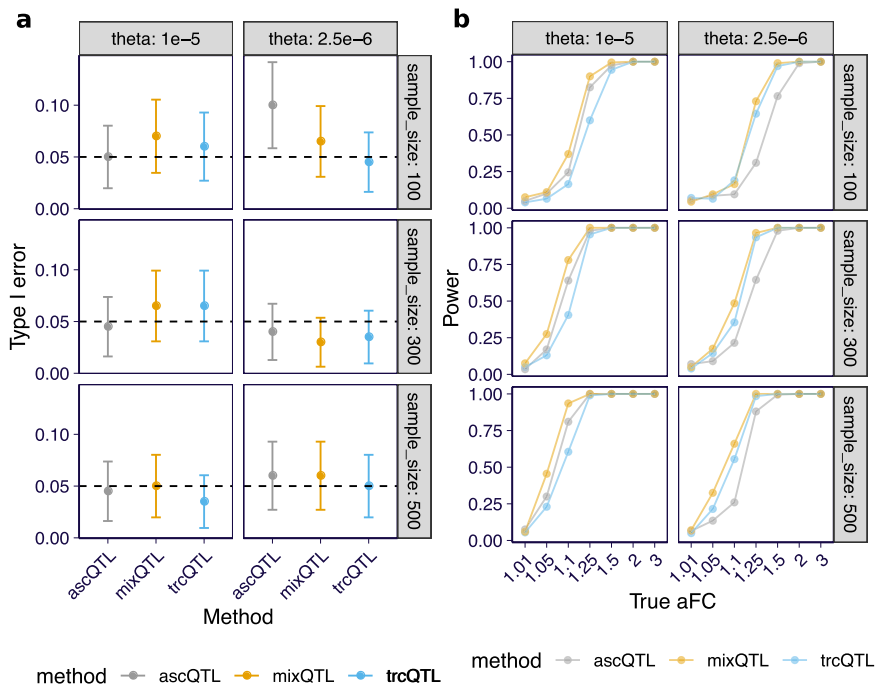 a
theta: 1e−5
theta: 2.5e−6
Type I error
0.10
0.05
0.00
sample_size: 100
0.10
0.05
0.00
sample_size: 300
0.10
0.05
0.00
sample_size: 500
ascQTL
mixQTL
trcQTL
ascQTL
mixQTL
trcQTL
Method
method
ascQTL
mixQTL
trcQTL
b
theta: 1e−5
theta: 2.5e−6
Power
1.00
0.75
0.50
0.25
0.00
sample_size: 100
1.00
0.75
0.50
0.25
0.00
sample_size: 300
1.00
0.75
0.50
0.25
0.00
sample_size: 500
1.01
1.05
1.1
1.25
1.5
2
3
1.01
1.05
1.1
1.25
1.5
2
3
True aFC
method
ascQTL
mixQTL
trcQTL